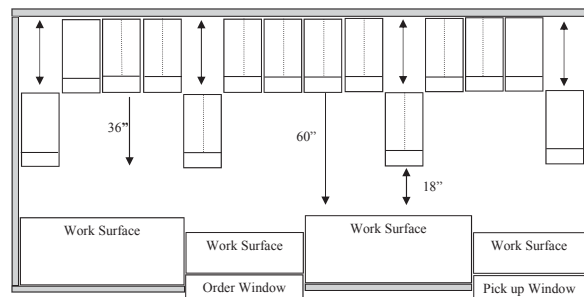 36”
60”
18”
Work Surface
Work Surface
Work Surface
Work Surface
Order Window
Pick up Window